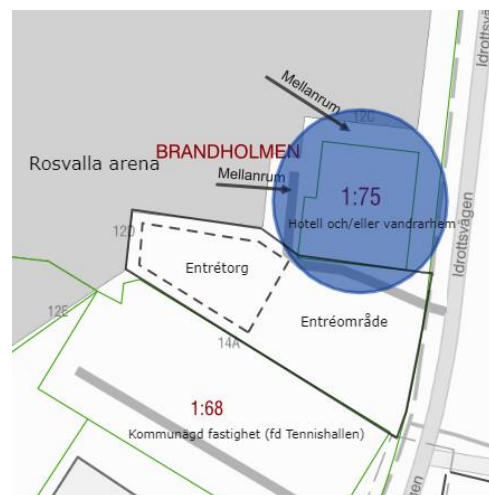 Idrottsvägen
Mellanrum
12C
BRANDHOLMEN
Rosvalla arena
Mellanrum
1:75
Hotell och/eller vandrarhem
12D
Idrottsvägen
Entrétorg
12E
Entréområde
14A
1:68
Kommunägd fastighet (fd Tennishallen)